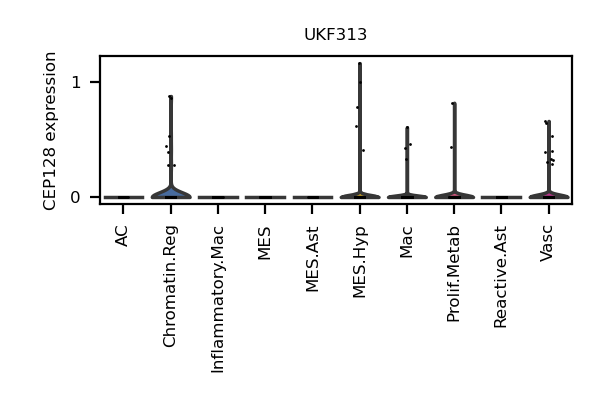 UKF313
CEP128 expression
1
0
AC
Chromatin.Reg
Inflammatory.Mac
MES
MES.Ast
MES.Hyp
Mac
Prolif.Metab
Reactive.Ast
Vasc